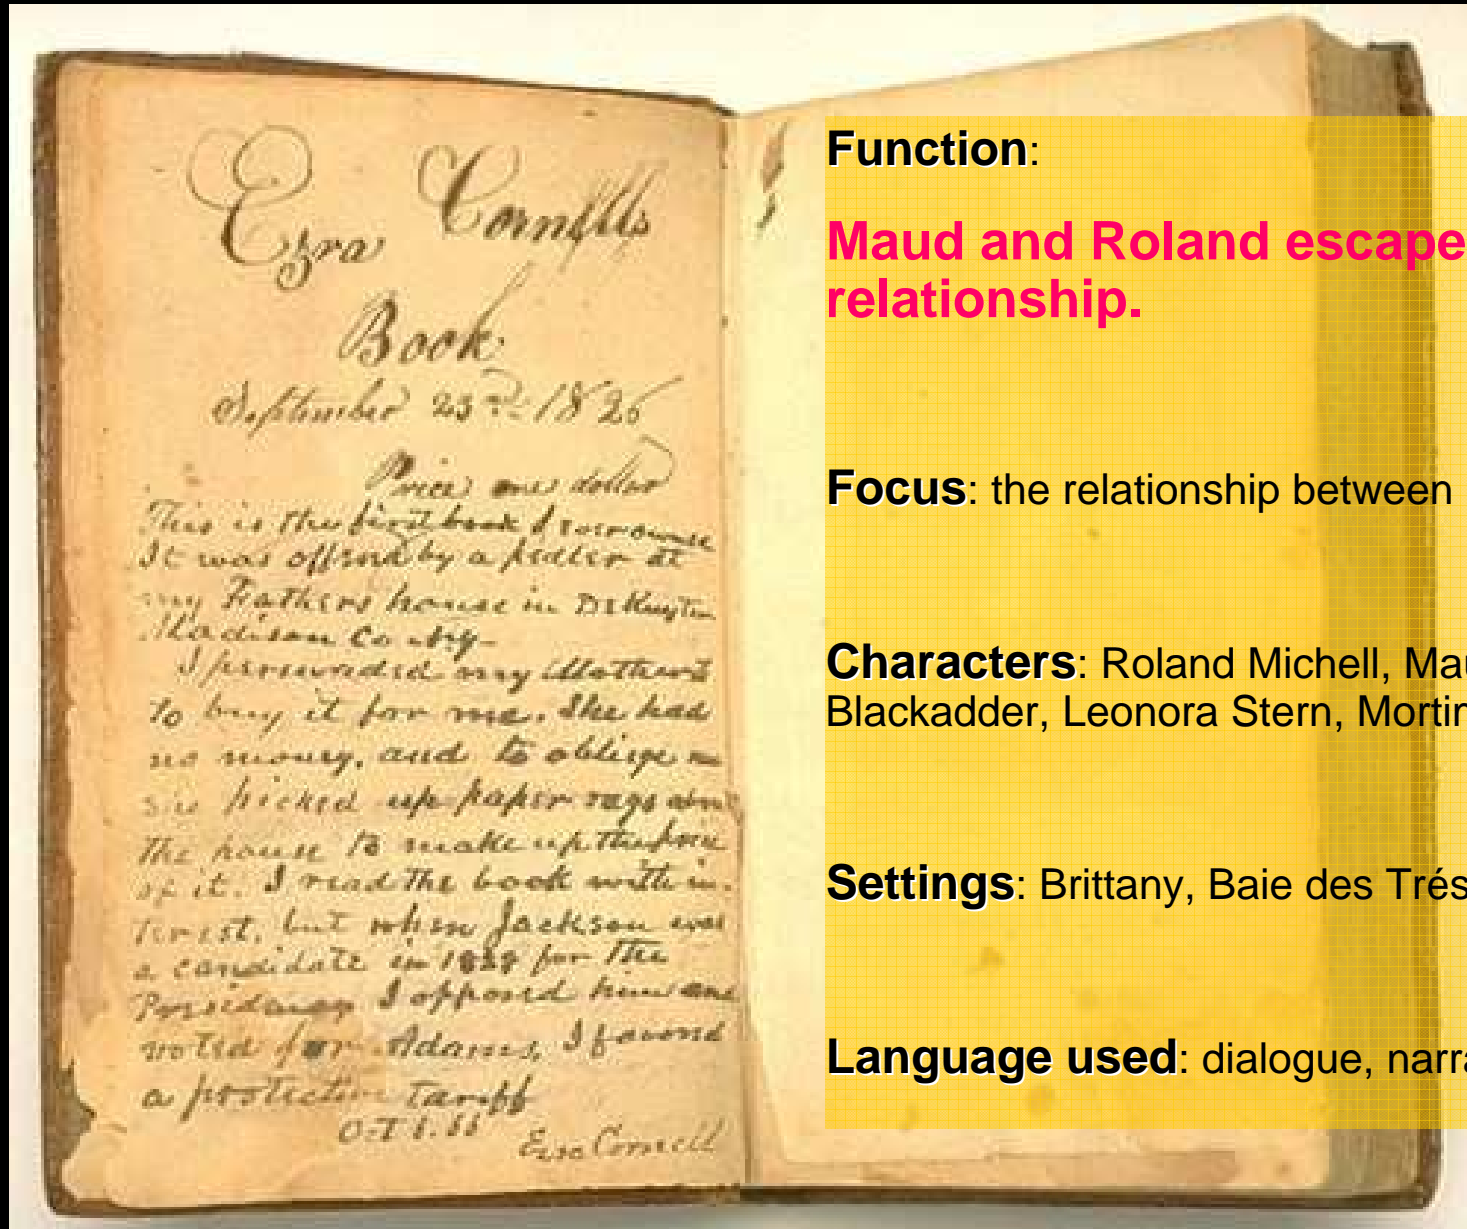 Ezra Cornells
Book
September 23rd 1826
Price one dollar
This is the first book I ever owned
It was offered by a pedler at
my Fathers house in DeRuyter
Madison Co Ny
I perswaded my Mother
to buy it for me. She had
no money, and to oblige me
she picked up paper rags
the house to make up the price
of it. I read the book with in
terest, but when Jackson was
a candidate in 1828 for the
Presidency I opposed him and
voted for Adams, I favored
a protection tariff
Oct
Ezra Cornell
Function:
Maud and Roland escape
relationship.
Focus: the relationship between
Characters: Roland Michell, Mau
Blackadder, Leonora Stern, Mortim
Settings: Brittany, Baie des Trés
Language used: dialogue, narra